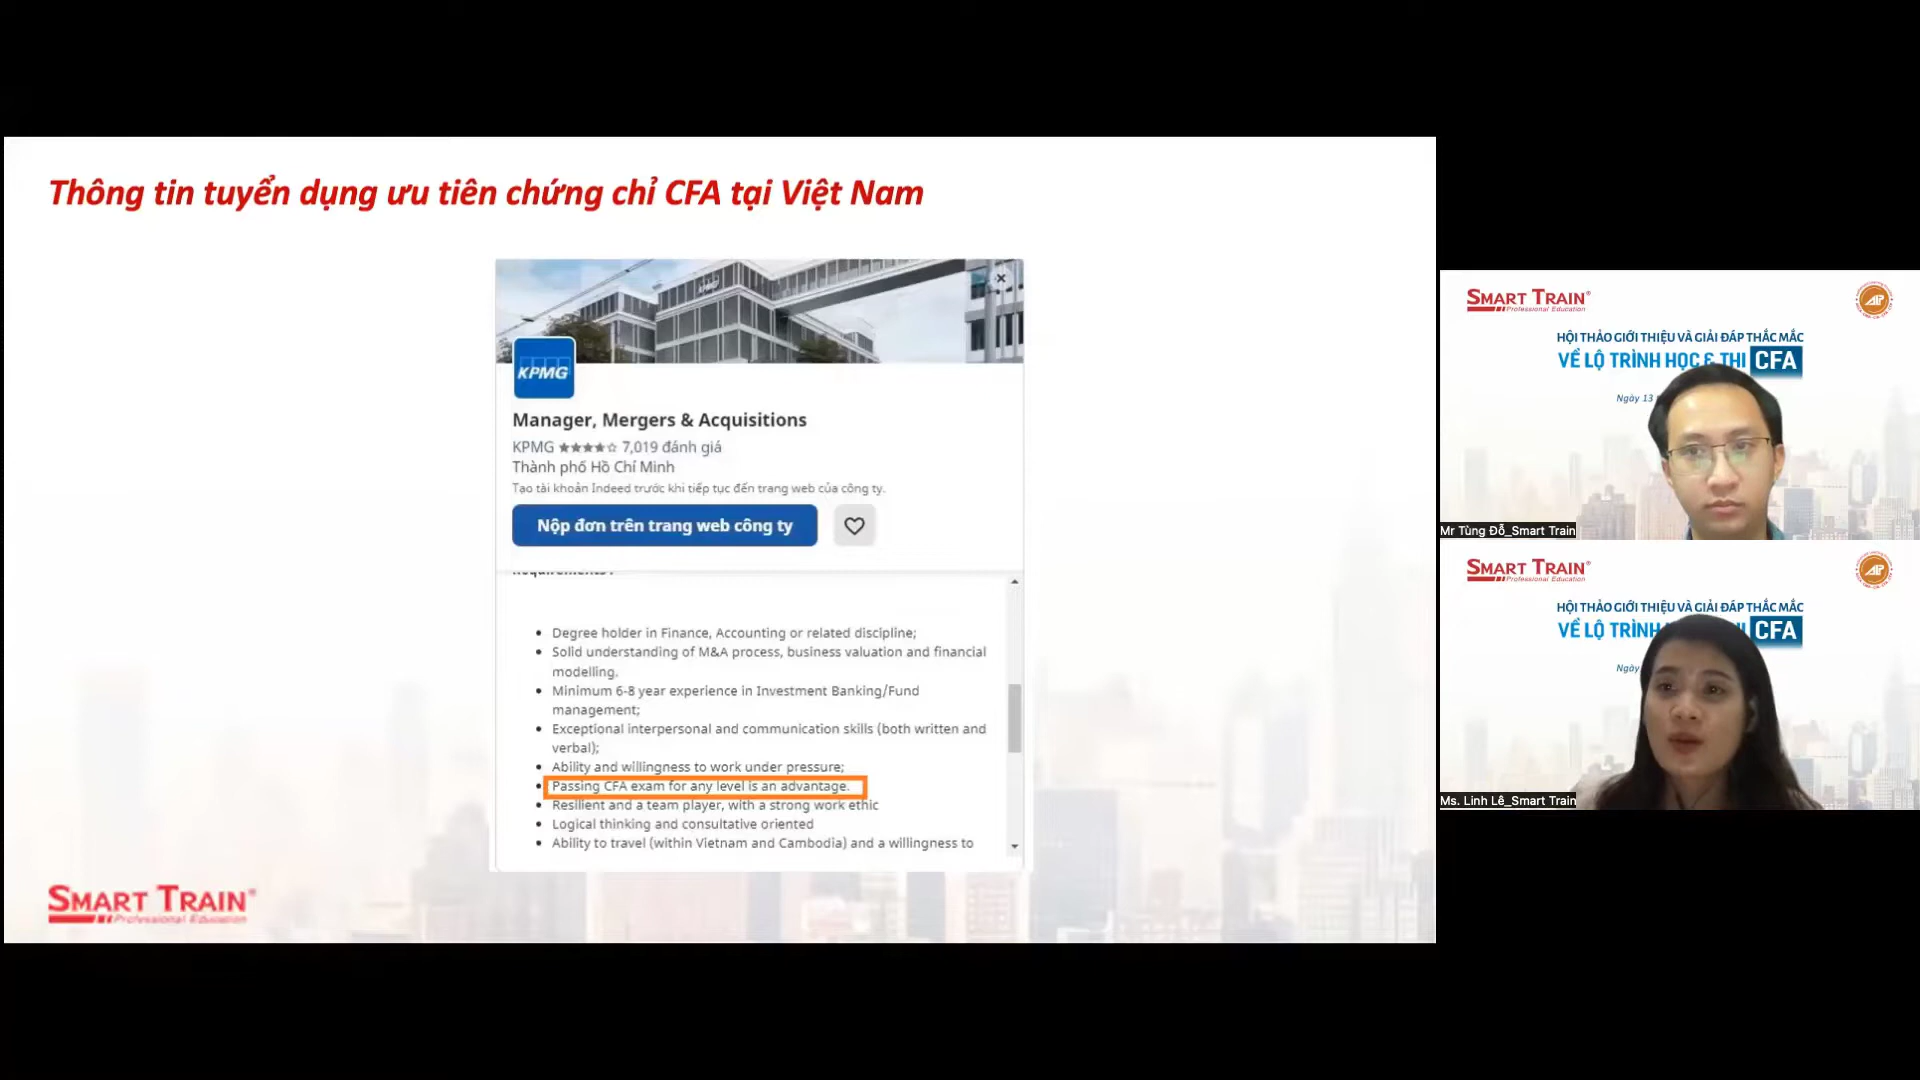 Thông tin tuyển dụng ưu tiên chứng chỉ CFA tại Việt Nam
KPMG
Manager, Mergers & Acquisitions
KPMG ★★★★☆ 7,019 đánh giá
Thành phố Hồ Chí Minh
Tạo tài khoản Indeed trước khi tiếp tục đến trang web của công ty.
Nộp đơn trên trang web công ty
• Degree holder in Finance, Accounting or related discipline;
• Solid understanding of M&A process, business valuation and financial
modelling.
• Minimum 6-8 year experience in Investment Banking/Fund
management;
• Exceptional interpersonal and communication skills (both written and
verbal);
• Ability and willingness to work under pressure;
• Passing CFA exam for any level is an advantage.
• Resilient and a team player, with a strong work ethic
• Logical thinking and consultative oriented
• Ability to travel (within Vietnam and Cambodia) and a willingness to
SMART TRAIN®
Professional Education
SMART TRAIN®
Professional Education
HỘI THẢO GIỚI THIỆU VÀ GIẢI ĐÁP THẮC MẮC
VỀ LỘ TRÌNH HỌC & THI CFA
Ngày 13
Mr Tùng Đỗ_Smart Train
SMART TRAIN®
Professional Education
HỘI THẢO GIỚI THIỆU VÀ GIẢI ĐÁP THẮC MẮC
VỀ LỘ TRÌNH CFA
Ngày
Ms. Linh Lê_Smart Train